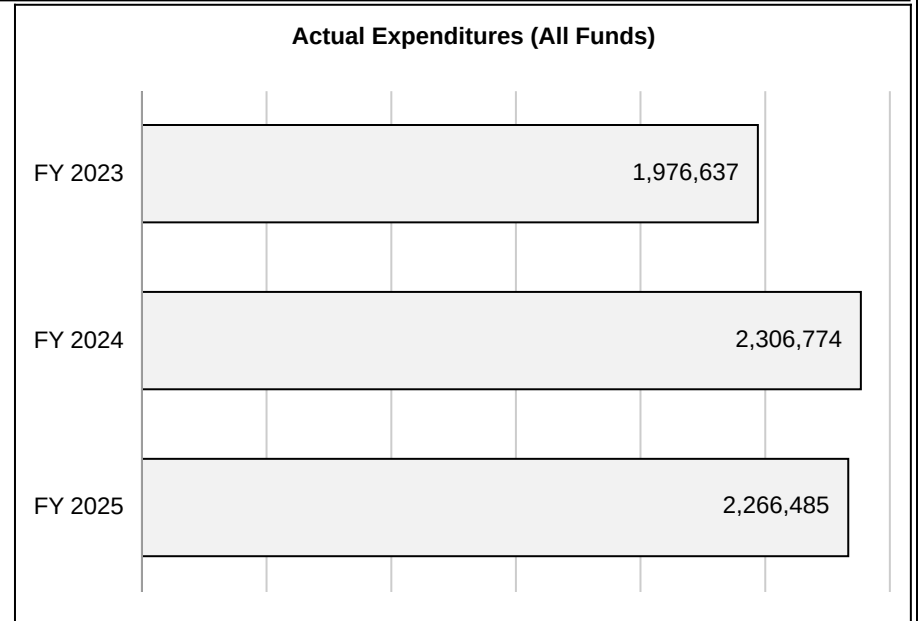 Actual Expenditures (All Funds)
FY 2023
1,976,637
FY 2024
2,306,774
FY 2025
2,266,485